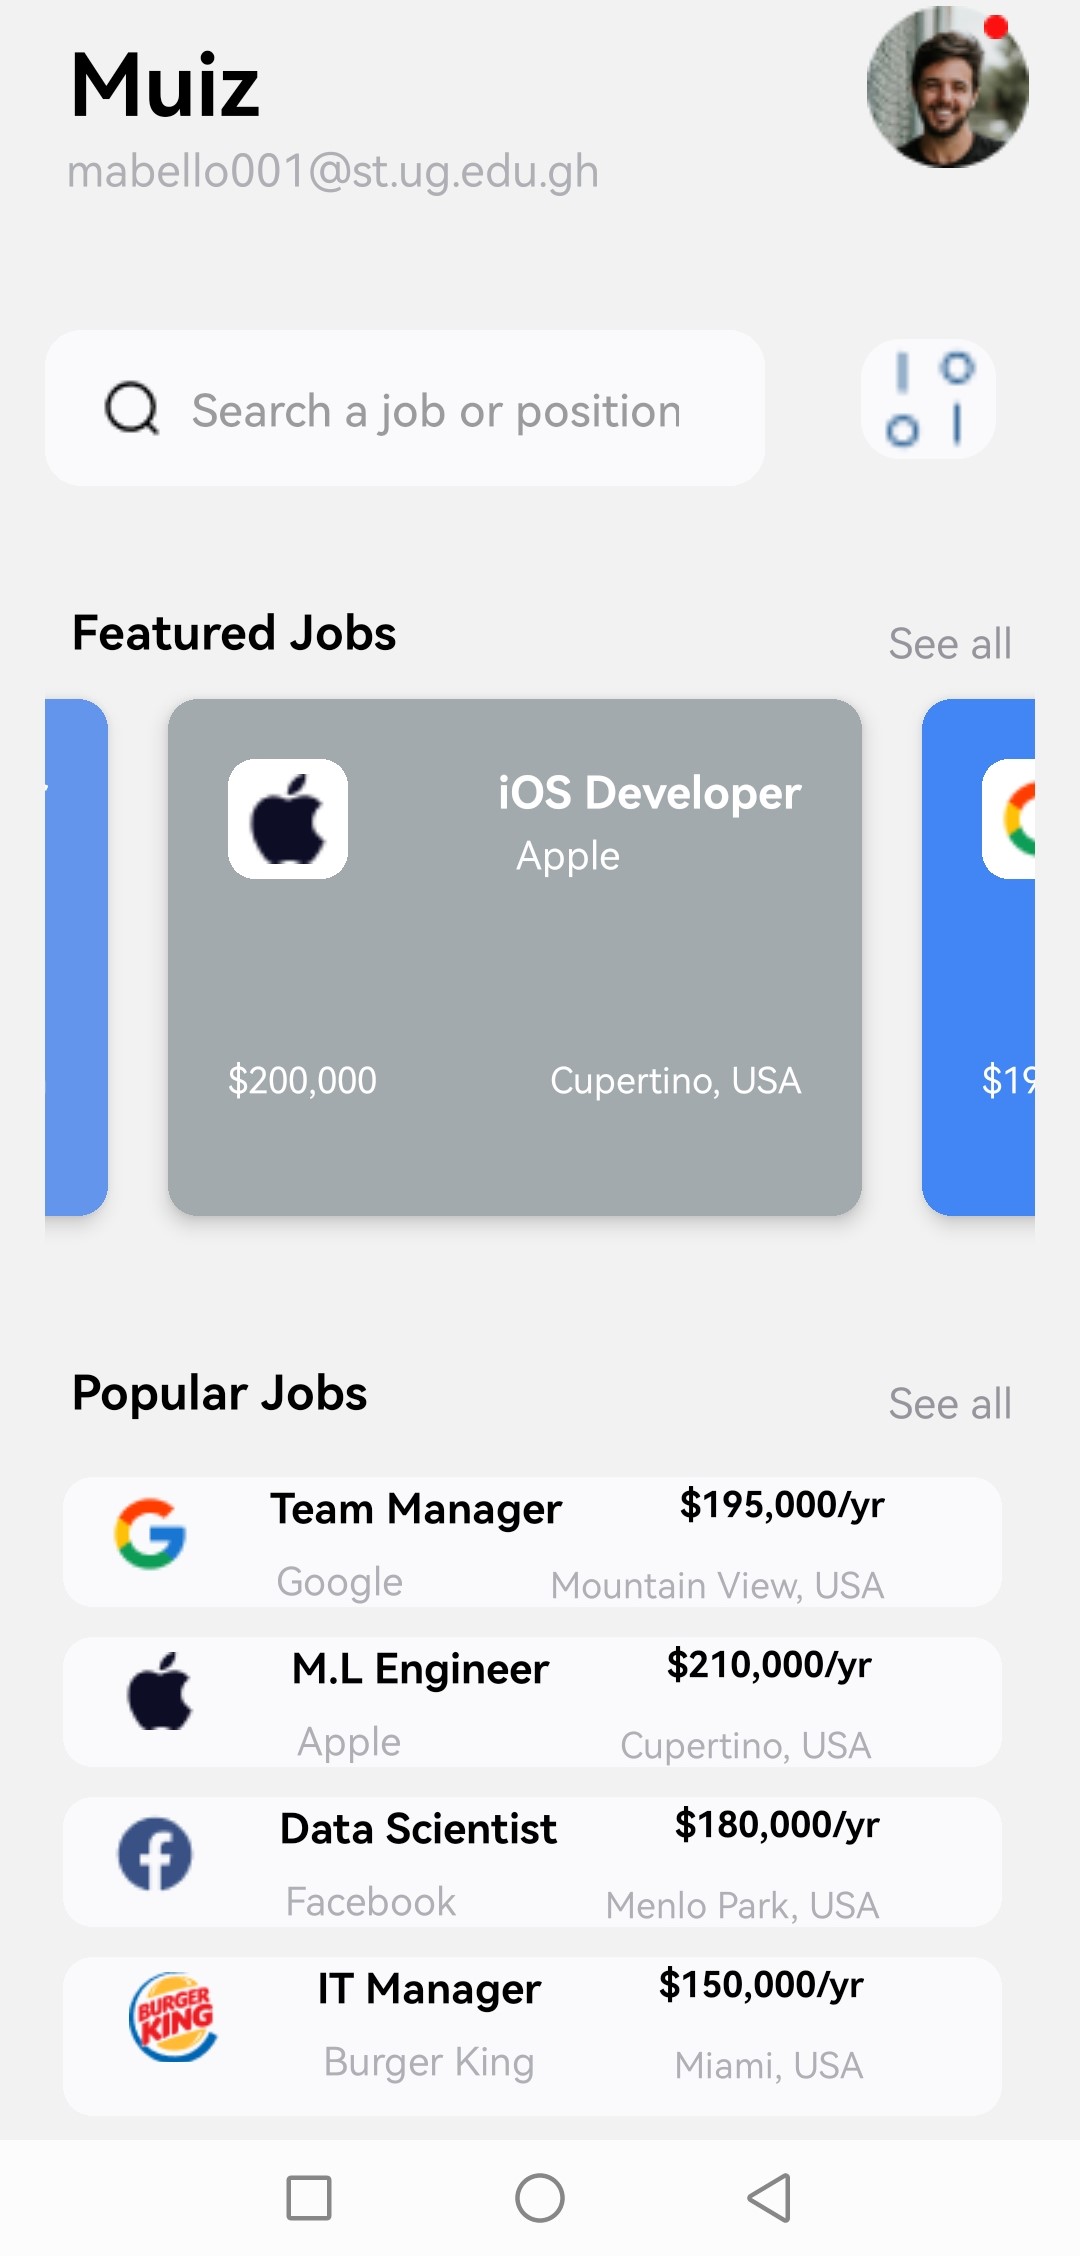 Muiz
mabello001@st.ug.edu.gh
Search a job or position
Featured Jobs
See all
iOS Developer
Apple
$200,000
Cupertino, USA
$19
Popular Jobs
See all
Team Manager
$195,000/yr
Google
Mountain View, USA
M.L Engineer
$210,000/yr
Apple
Cupertino, USA
Data Scientist
$180,000/yr
Facebook
Menlo Park, USA
BURGER
KING
IT Manager
$150,000/yr
Burger King
Miami, USA